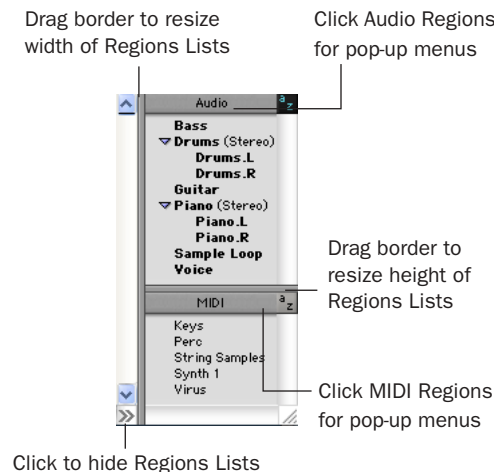 Drag border to resize
width of Regions Lists
Click Audio Regions
for pop-up menus
Audio
a z
Bass
Drums (Stereo)
Drums.L
Drums.R
Guitar
Piano (Stereo)
Piano.L
Piano.R
Sample Loop
Voice
Drag border to
resize height of
Regions Lists
MIDI
a z
Keys
Perc
String Samples
Synth 1
Virus
Click MIDI Regions
for pop-up menus
Click to hide Regions Lists